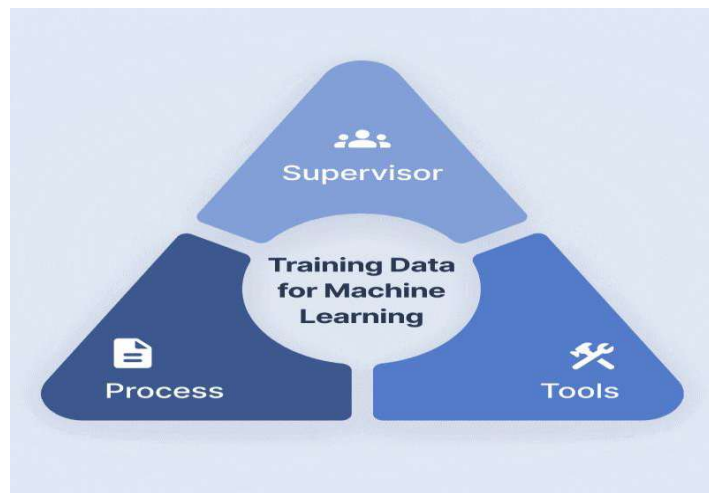 Supervisor
Training Data
for Machine
Learning
Process
Tools